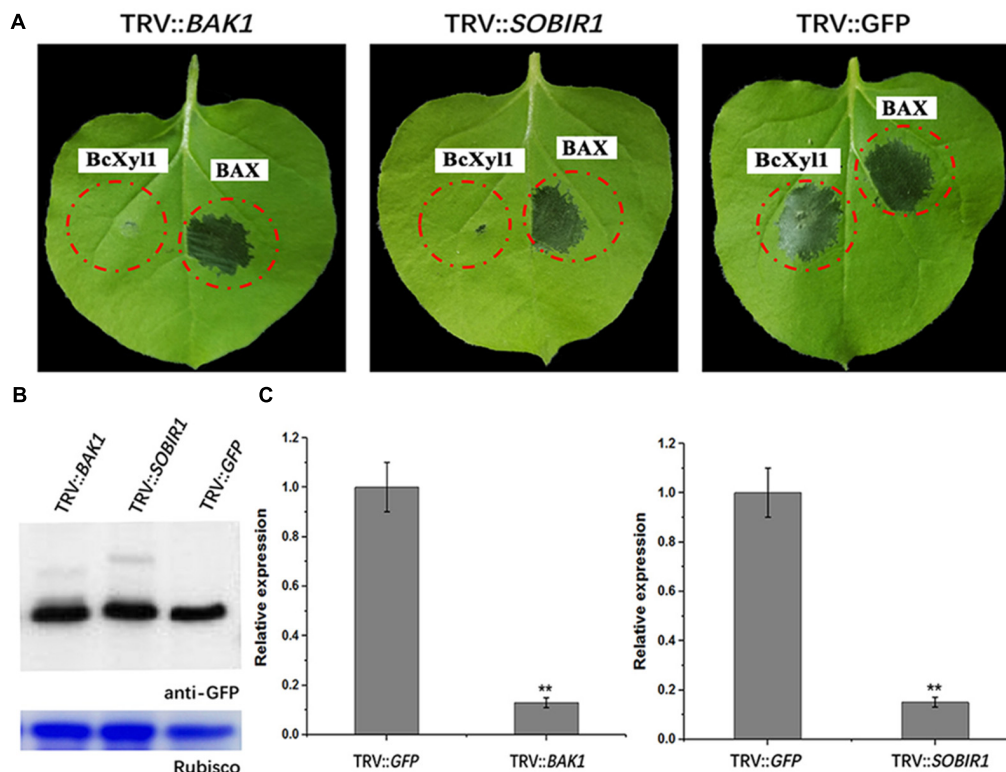 A
TRV::BAK1
TRV::SOBIR1
TRV::GFP
BcXyl1
BAX
BcXyl1
BAX
BcXyl1
BAX
B
TRV::BAK1
TRV::SOBIR1
TRV::GFP
anti-GFP
Rubisco
C
Relative expression
1.2
1.0
0.8
0.6
0.4
0.2
0.0
**
TRV::GFP
TRV::BAK1
Relative expression
1.2
1.0
0.8
0.6
0.4
0.2
0.0
**
TRV::GFP
TRV::SOBIR1